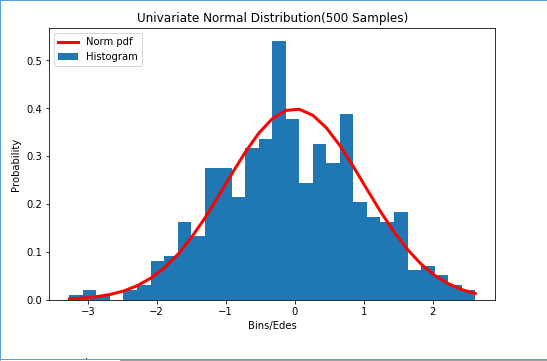 Univariate Normal Distribution(500 Samples)
Norm pdf
Histogram
0.5
0.4
0.3
0.2
0.1
0.0
Probability
−3 −2 −1 0 1 2
Bins/Edes